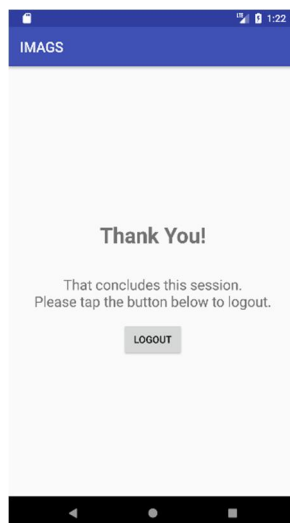 1:22
IMAGS
Thank You!
That concludes this session.
Please tap the button below to logout.
LOGOUT